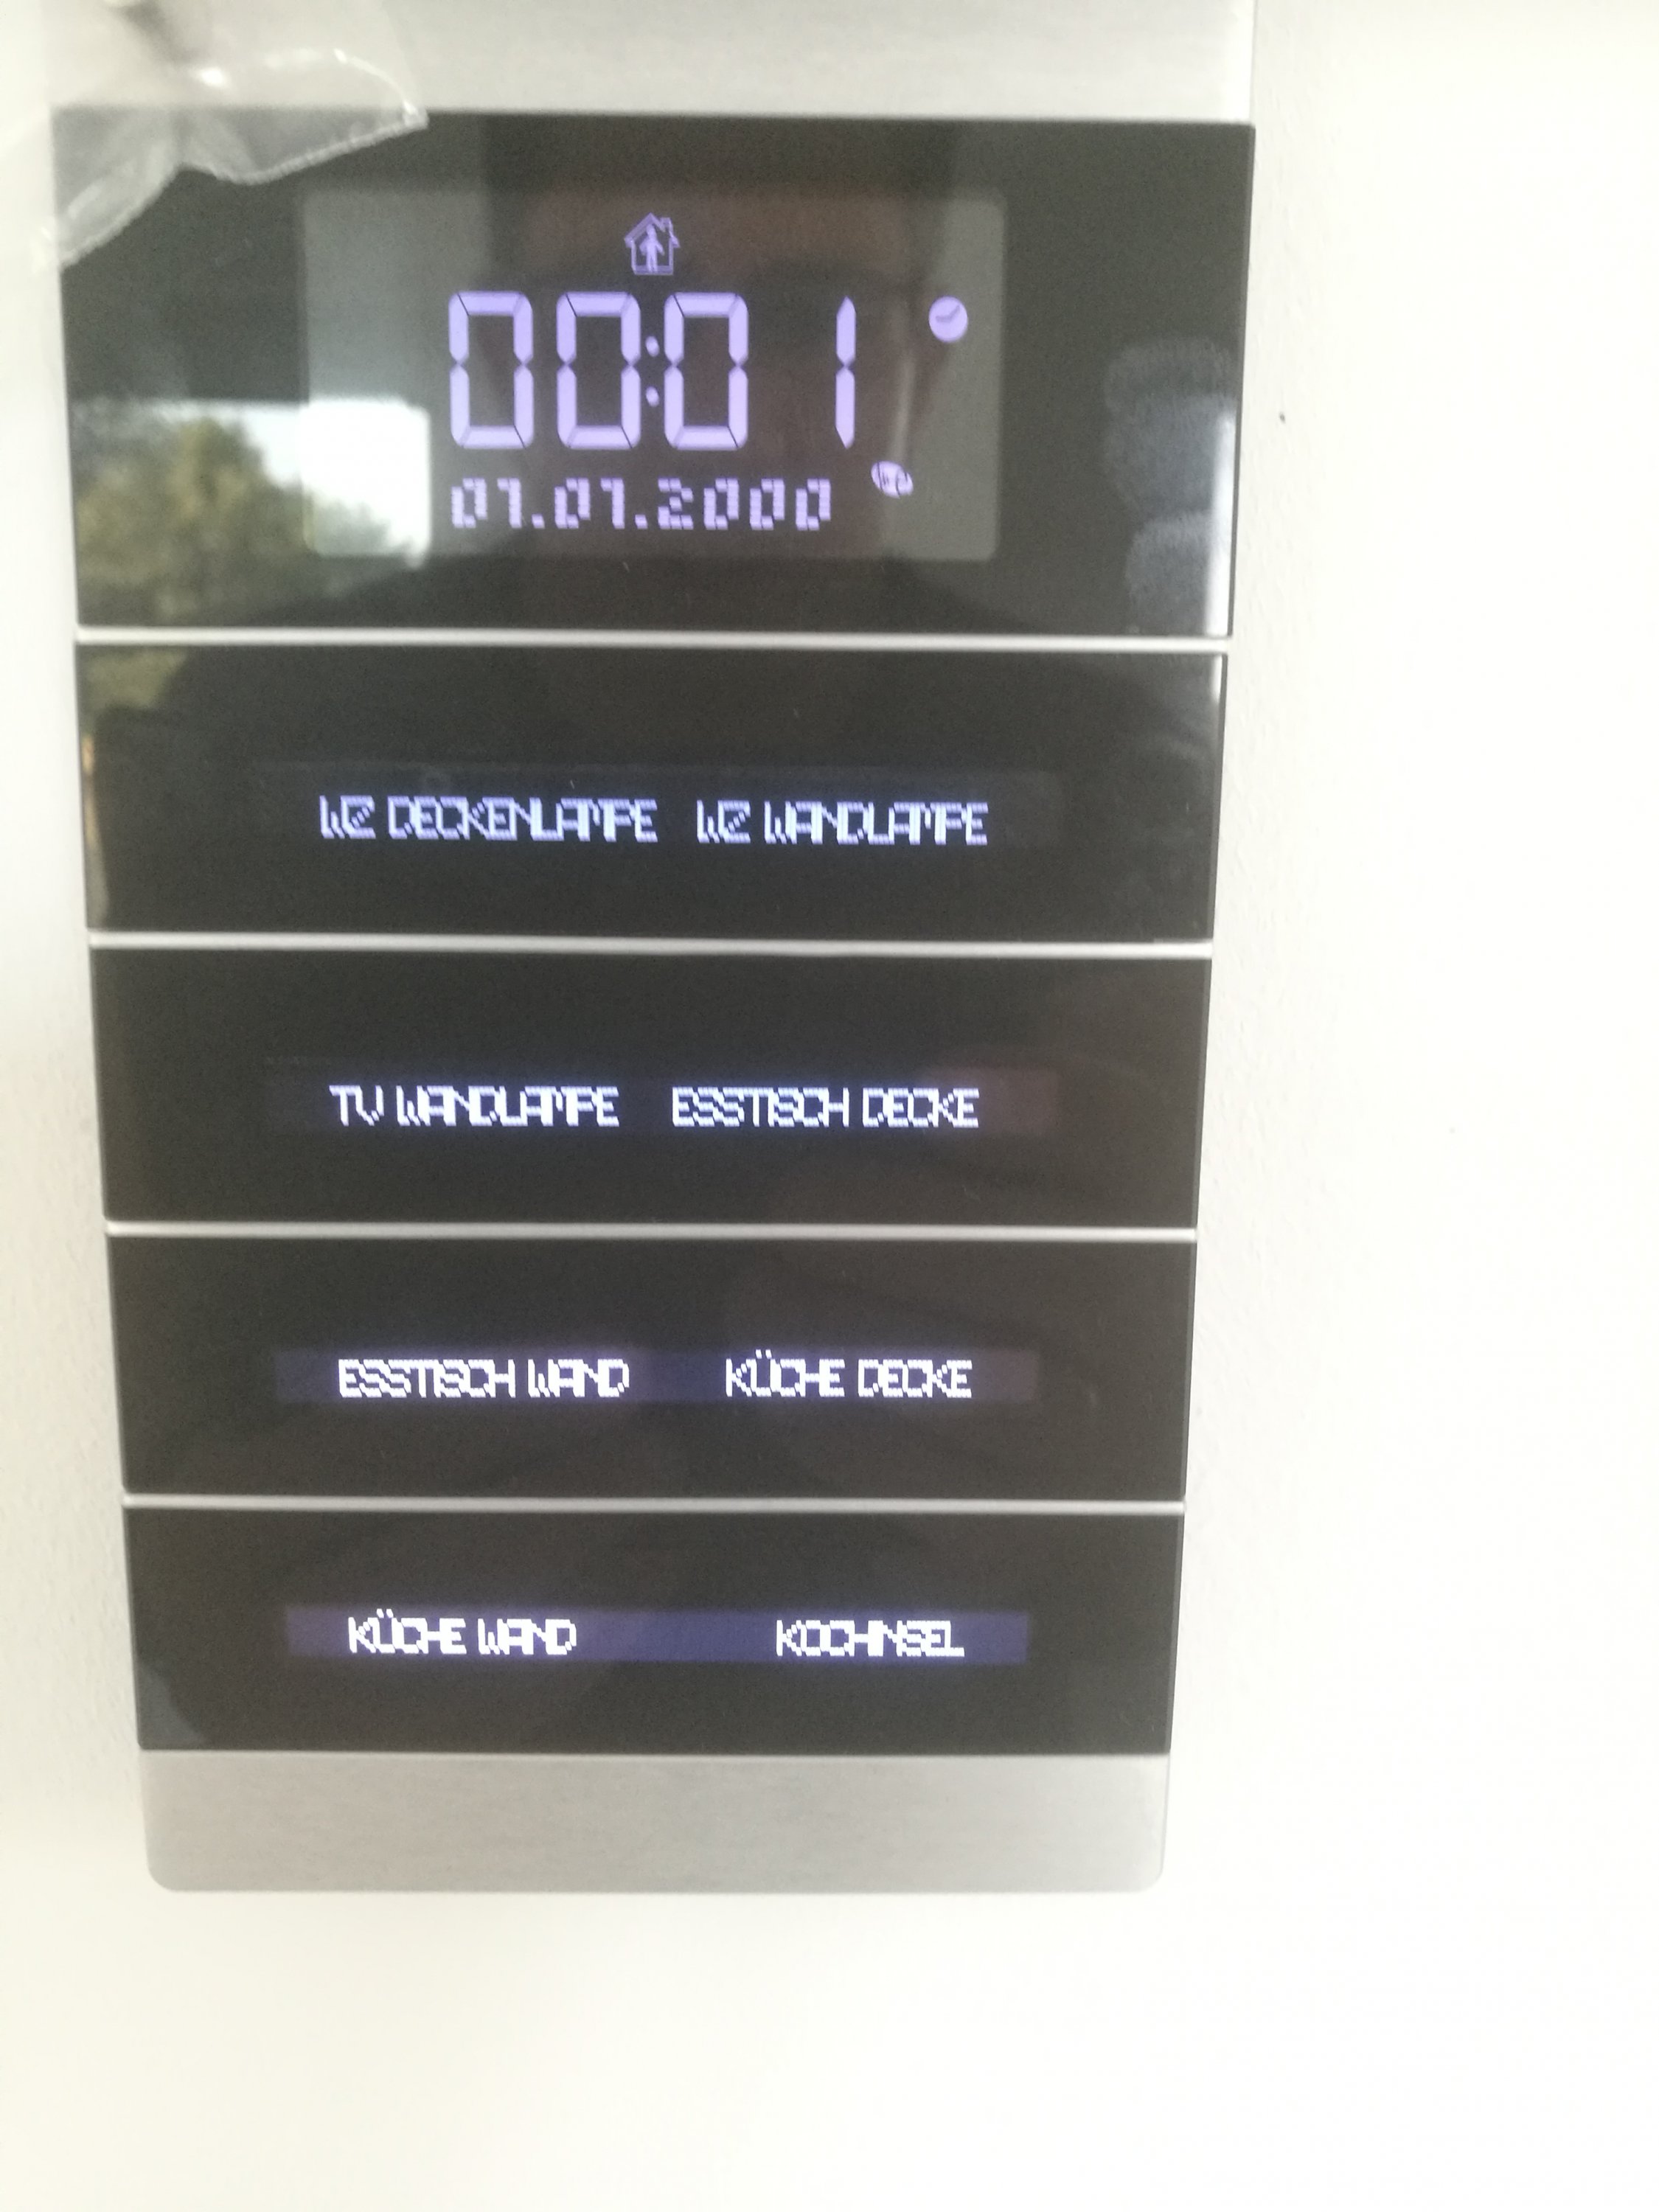 00:01
01.01.2000
WZ DECKENLAMPE WZ WANDLAMPE
TV WANDLAMPE ESSTISCH DECKE
ESSTISCH WAND KÜCHE DECKE
KÜCHE WAND KOCHINSEL